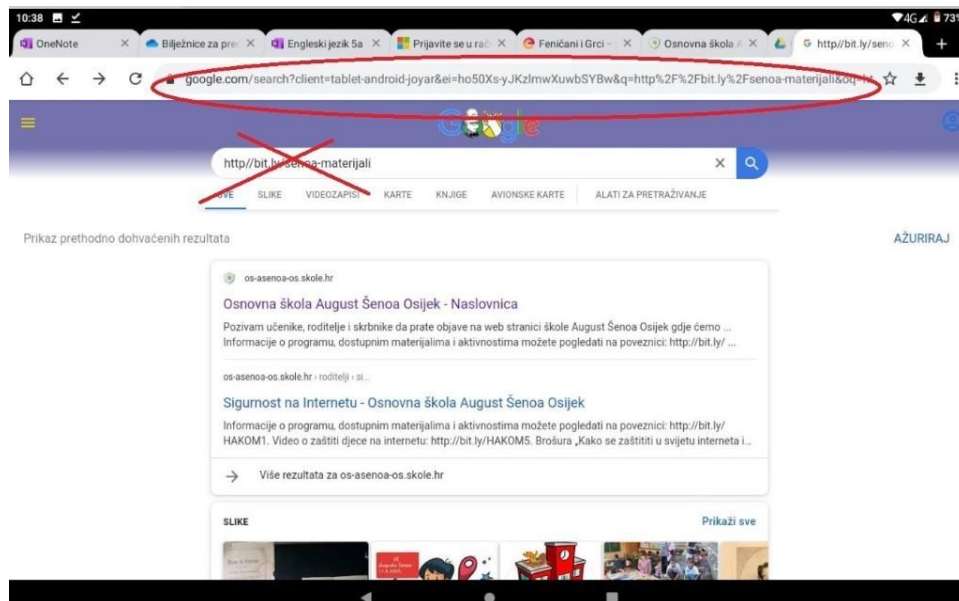 10:38 4G 73%
OneNote Bilježnice za pre Engleski jezik 5a Prijavite se u rač Feničani i Grci – Osnovna škola A http//bit.ly/seno
google.com/search?client=tablet-android-joyar&ei=ho50Xs-yJKzlmwXuwbSYBw&q=http%2F%2Fbit.ly%2Fsenoa-materijali&oq=ht
Google
http//bit.ly/senoa-materijali
SVE SLIKE VIDEOZAPISI KARTE KNJIGE AVIONSKE KARTE ALATI ZA PRETRAŽIVANJE
Prikaz prethodno dohvaćenih rezultata AŽURIRAJ
os-asenoa-os.skole.hr
Osnovna škola August Šenoa Osijek - Naslovnica
Pozivam učenike, roditelje i skrbnike da prate objave na web stranici škole August Šenoa Osijek gdje ćemo ...
Informacije o programu, dostupnim materijalima i aktivnostima možete pogledati na poveznici: http://bit.ly/ ...
os-asenoa-os.skole.hr › roditelji › si...
Sigurnost na Internetu - Osnovna škola August Šenoa Osijek
Informacije o programu, dostupnim materijalima i aktivnostima možete pogledati na poveznici: http://bit.ly/
HAKOM1. Video o zaštiti djece na internetu: http://bit.ly/HAKOM5. Brošura „Kako se zaštititi u svijetu interneta i...
Više rezultata za os-asenoa-os.skole.hr
SLIKE Prikaži sve